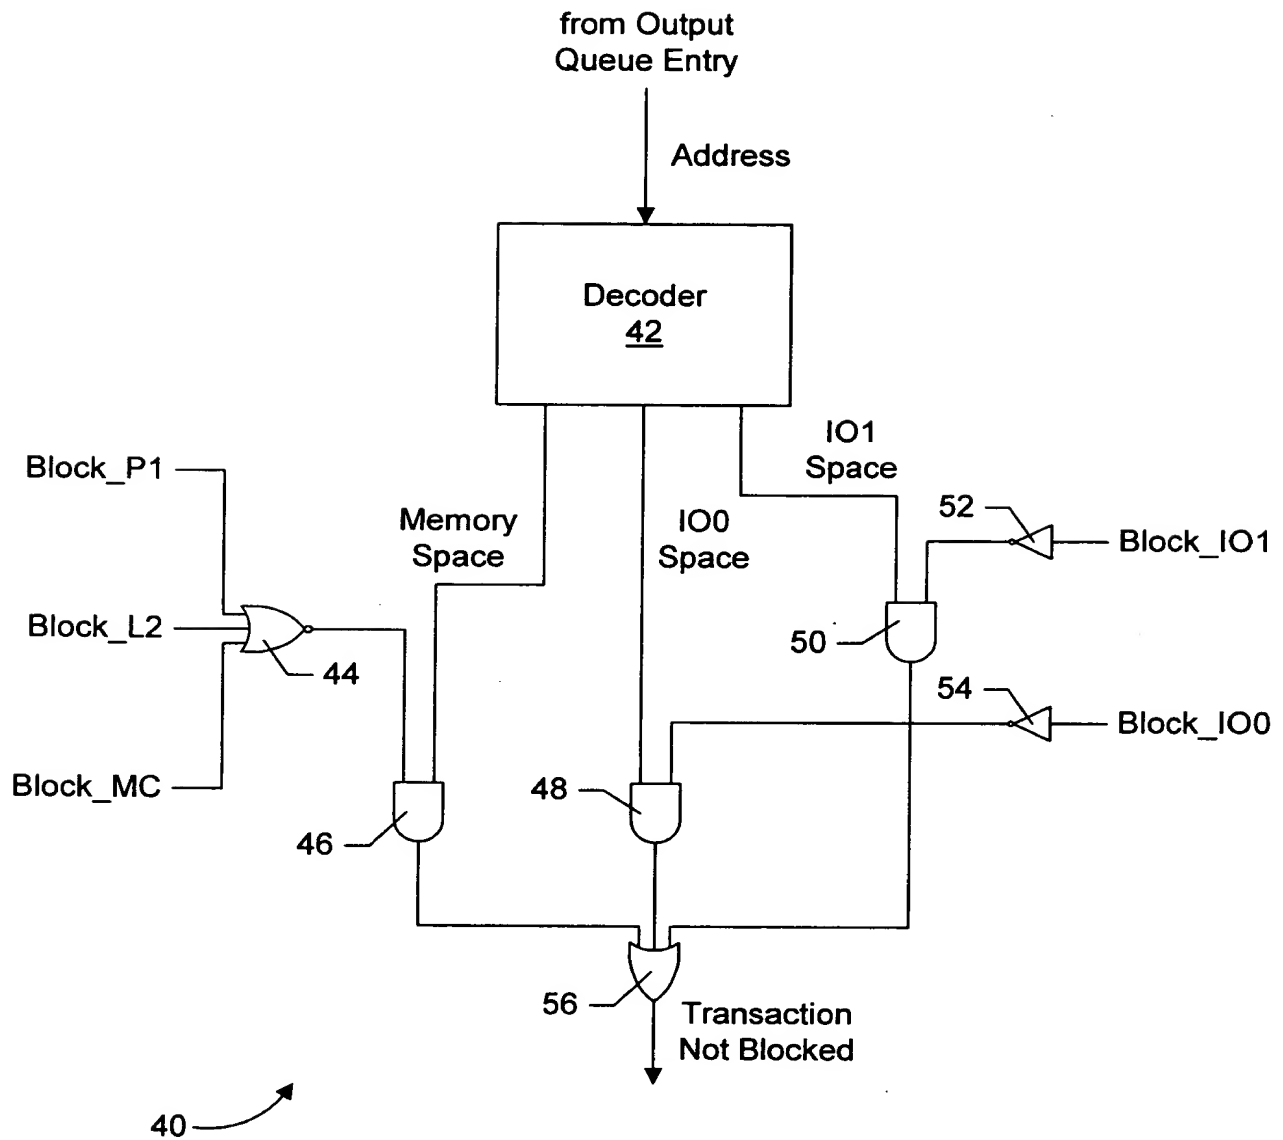 from Output
Queue Entry
Address
Decoder
42
IO1
Space
Block_P1
52
Memory
Space
IO0
Space
Block_IO1
Block_L2
50
44
54
Block_IO0
Block_MC
48
46
56
Transaction
Not Blocked
40